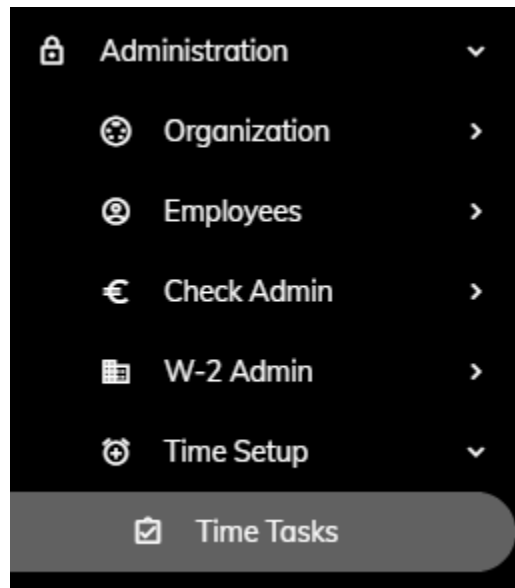 Administration
Organization
Employees
Check Admin
W-2 Admin
Time Setup
Time Tasks